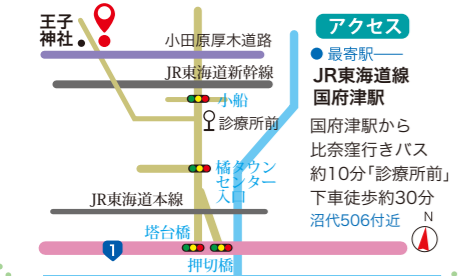 王子
神社
小田原厚木道路
JR東海道新幹線
小船
診療所前
橘タウン
センター
入口
JR東海道本線
塔台橋
1
押切橋
アクセス
● 最寄駅――
JR東海道線
国府津駅
国府津駅から
比奈窪行きバス
約10分「診療所前」
下車徒歩約30分
沼代506付近
N